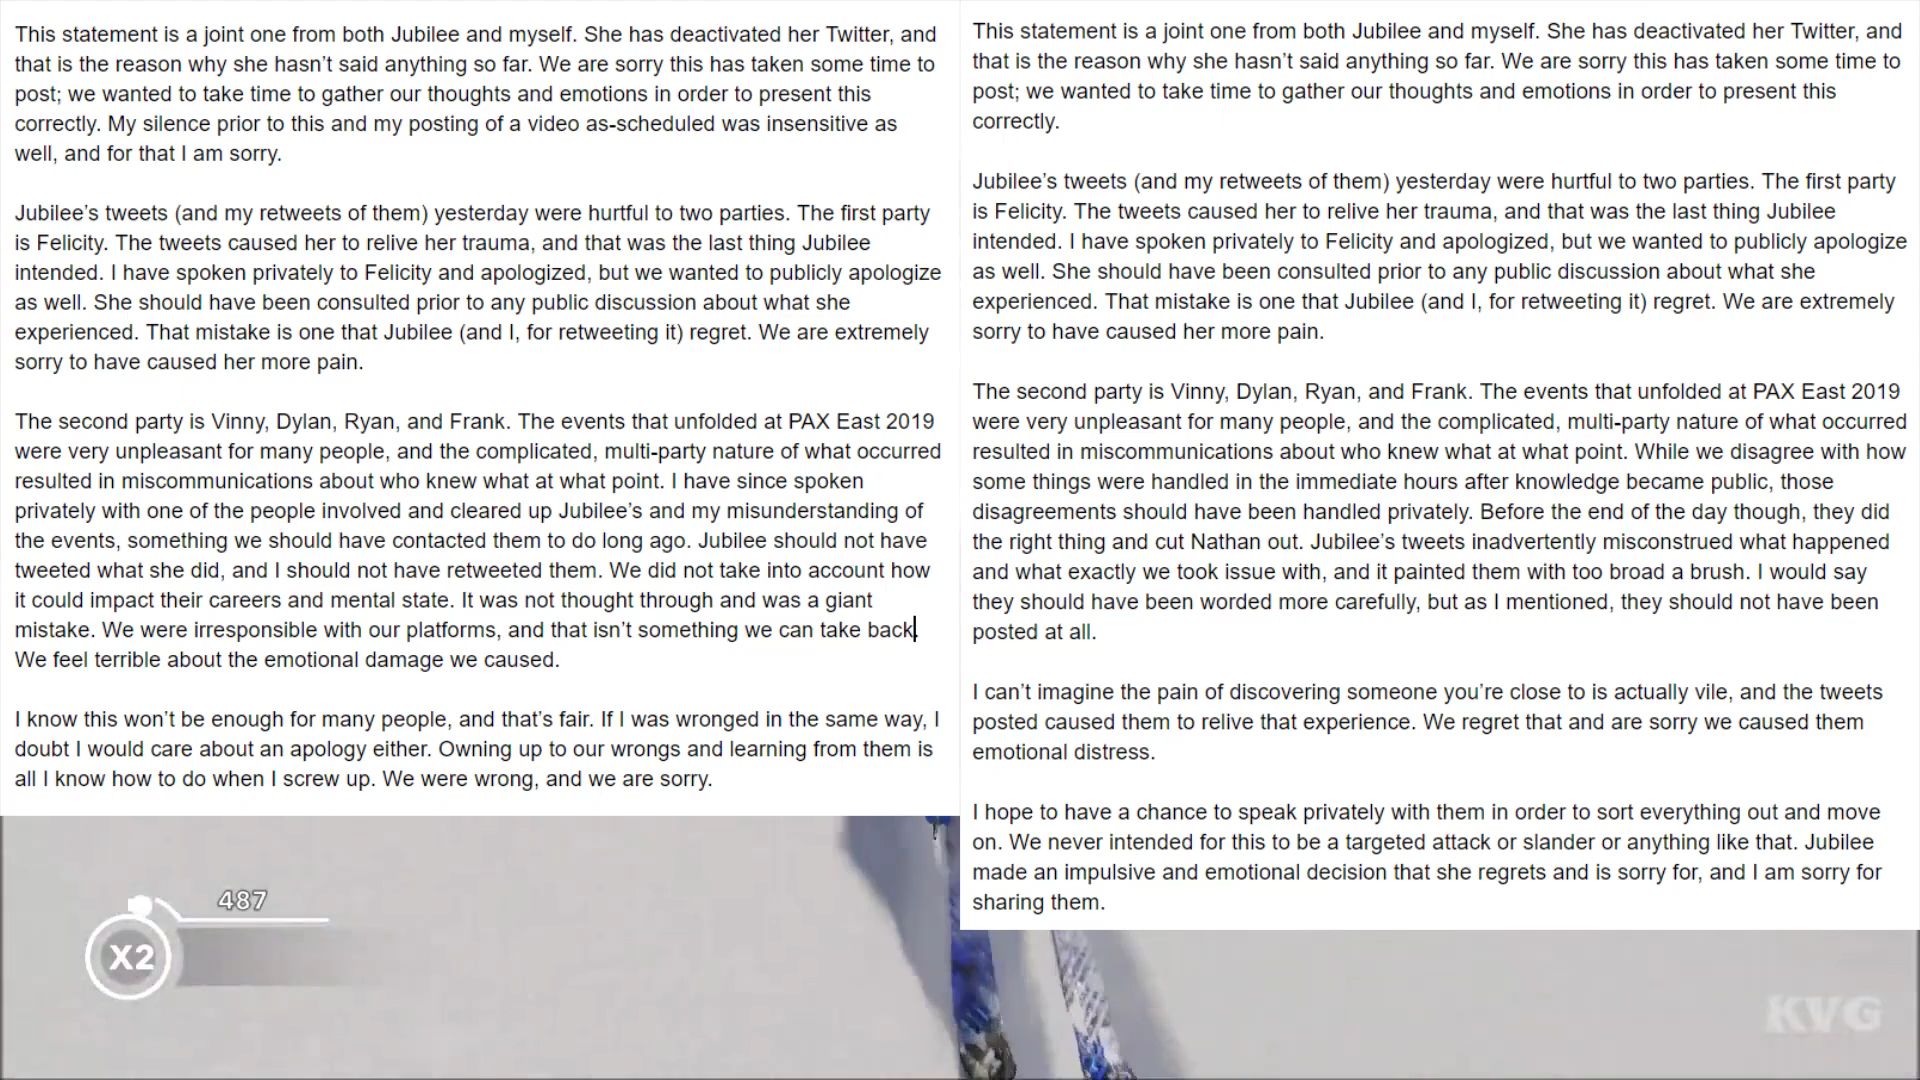 This statement is a joint one from both Jubilee and myself. She has deactivated her Twitter, and
that is the reason why she hasn’t said anything so far. We are sorry this has taken some time to
post; we wanted to take time to gather our thoughts and emotions in order to present this
correctly. My silence prior to this and my posting of a video as-scheduled was insensitive as
well, and for that I am sorry.
Jubilee’s tweets (and my retweets of them) yesterday were hurtful to two parties. The first party
is Felicity. The tweets caused her to relive her trauma, and that was the last thing Jubilee
intended. I have spoken privately to Felicity and apologized, but we wanted to publicly apologize
as well. She should have been consulted prior to any public discussion about what she
experienced. That mistake is one that Jubilee (and I, for retweeting it) regret. We are extremely
sorry to have caused her more pain.
The second party is Vinny, Dylan, Ryan, and Frank. The events that unfolded at PAX East 2019
were very unpleasant for many people, and the complicated, multi-party nature of what occurred
resulted in miscommunications about who knew what at what point. I have since spoken
privately with one of the people involved and cleared up Jubilee’s and my misunderstanding of
the events, something we should have contacted them to do long ago. Jubilee should not have
tweeted what she did, and I should not have retweeted them. We did not take into account how
it could impact their careers and mental state. It was not thought through and was a giant
mistake. We were irresponsible with our platforms, and that isn’t something we can take back.
We feel terrible about the emotional damage we caused.
I know this won’t be enough for many people, and that’s fair. If I was wronged in the same way, I
doubt I would care about an apology either. Owning up to our wrongs and learning from them is
all I know how to do when I screw up. We were wrong, and we are sorry.
This statement is a joint one from both Jubilee and myself. She has deactivated her Twitter, and
that is the reason why she hasn’t said anything so far. We are sorry this has taken some time to
post; we wanted to take time to gather our thoughts and emotions in order to present this
correctly.
Jubilee’s tweets (and my retweets of them) yesterday were hurtful to two parties. The first party
is Felicity. The tweets caused her to relive her trauma, and that was the last thing Jubilee
intended. I have spoken privately to Felicity and apologized, but we wanted to publicly apologize
as well. She should have been consulted prior to any public discussion about what she
experienced. That mistake is one that Jubilee (and I, for retweeting it) regret. We are extremely
sorry to have caused her more pain.
The second party is Vinny, Dylan, Ryan, and Frank. The events that unfolded at PAX East 2019
were very unpleasant for many people, and the complicated, multi-party nature of what occurred
resulted in miscommunications about who knew what at what point. While we disagree with how
some things were handled in the immediate hours after knowledge became public, those
disagreements should have been handled privately. Before the end of the day though, they did
the right thing and cut Nathan out. Jubilee’s tweets inadvertently misconstrued what happened
and what exactly we took issue with, and it painted them with too broad a brush. I would say
they should have been worded more carefully, but as I mentioned, they should not have been
posted at all.
I can’t imagine the pain of discovering someone you’re close to is actually vile, and the tweets
posted caused them to relive that experience. We regret that and are sorry we caused them
emotional distress.
I hope to have a chance to speak privately with them in order to sort everything out and move
on. We never intended for this to be a targeted attack or slander or anything like that. Jubilee
made an impulsive and emotional decision that she regrets and is sorry for, and I am sorry for
sharing them.
487
X2
KVG